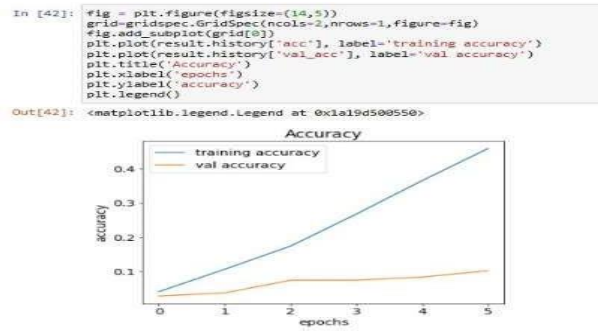 In [42]: fig = plt.figure(figsize=(14,5))
grid=gridspec.GridSpec(ncols=2,nrows=1,figure=fig)
fig.add_subplot(grid[0])
plt.plot(result.history['acc'], label='training accuracy')
plt.plot(result.history['val_acc'], label='val accuracy')
plt.title('Accuracy')
plt.xlabel('epochs')
plt.ylabel('accuracy')
plt.legend()
Out[42]: <matplotlib.legend.Legend at 0x1a19d500550>
Accuracy
training accuracy
val accuracy
accuracy
0.4
0.3
0.2
0.1
0 1 2 3 4 5
epochs